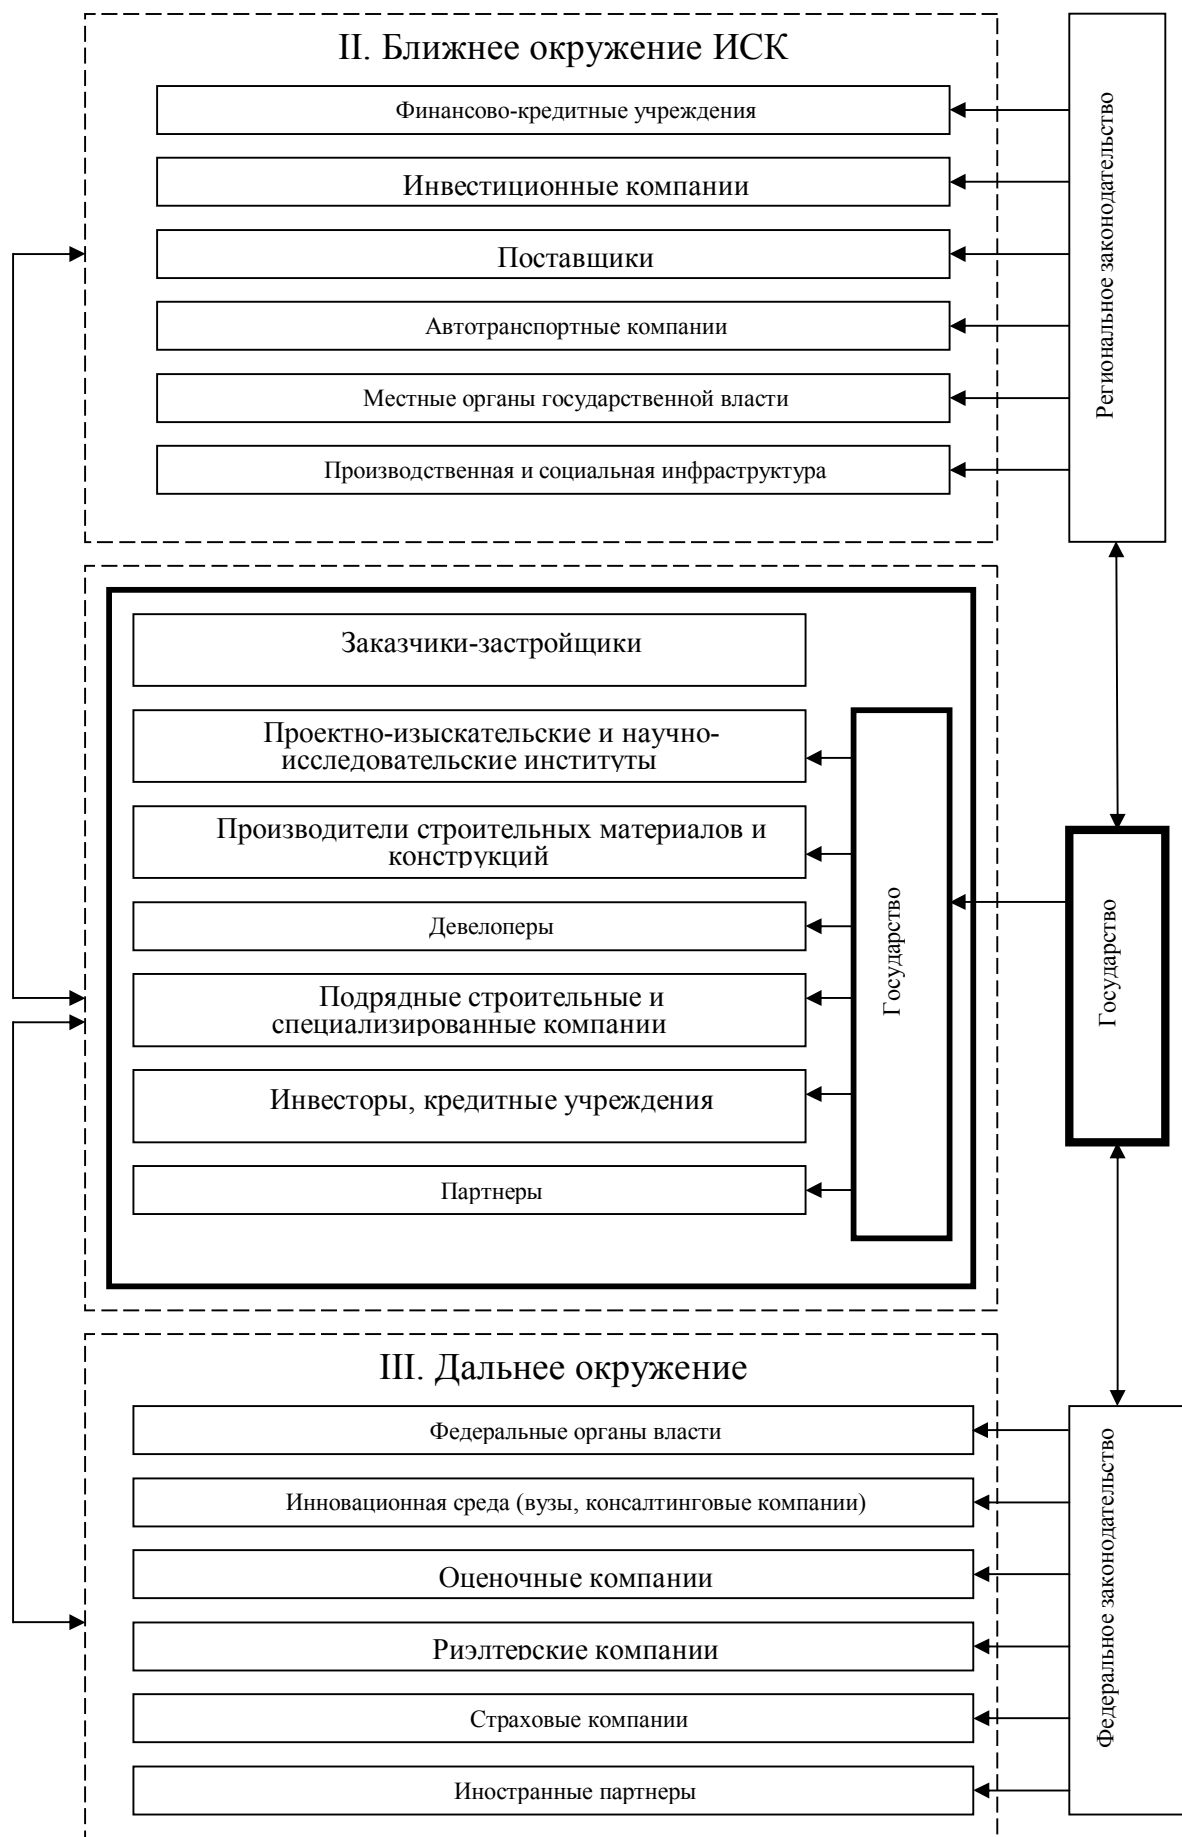 II. Ближнее окружение ИСК
Финансово-кредитные учреждения
Инвестиционные компании
Поставщики
Автотранспортные компании
Местные органы государственной власти
Производственная и социальная инфраструктура
Региональное законодательство
Заказчики-застройщики
Проектно-изыскательские и научно-
исследовательские институты
Производители строительных материалов и
конструкций
Девелоперы
Подрядные строительные и
специализированные компании
Инвесторы, кредитные учреждения
Партнеры
Государство
Государство
III. Дальнее окружение
Федеральные органы власти
Инновационная среда (вузы, консалтинговые компании)
Оценочные компании
Риэлтерские компании
Страховые компании
Иностранные партнеры
Федеральное законодательство